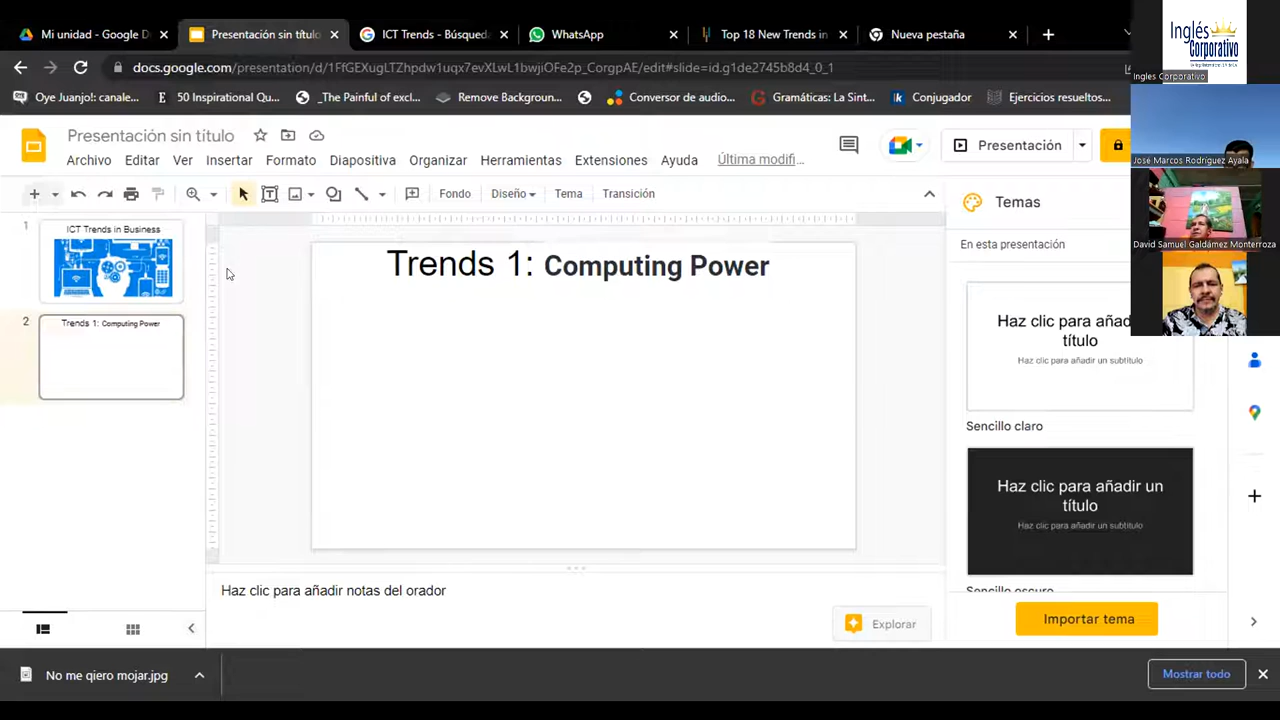 Mi unidad - Google D
Presentación sin título
ICT Trends - Búsqued
WhatsApp
Top 18 New Trends in
Nueva pestaña
docs.google.com/presentation/d/1FfGEXugLTZhpdw1uqx7evXLwL1bwjiOFe2p_CorgpAE/edit#slide=id.g1de2745b8d4_0_1
Oye Juanjo!: canale...
50 Inspirational Qu...
_The Painful of excl...
Remove Backgroun...
Conversor de audio...
Gramáticas: La Sint...
Conjugador
Ejercicios resueltos...
Inglés
Corporativo
Ingles Corporativo
José Marcos Rodríguez Ayala
David Samuel Galdámez Monterroza
Presentación sin título
Archivo
Editar
Ver
Insertar
Formato
Diapositiva
Organizar
Herramientas
Extensiones
Ayuda
Última modifi...
Presentación
Fondo
Diseño
Tema
Transición
Temas
En esta presentación
1
ICT Trends in Business
2
Trends 1: Computing Power
Trends 1: Computing Power
Haz clic para añad
título
Haz clic para añadir un subtítulo
Sencillo claro
Haz clic para añadir un
título
Haz clic para añadir un subtítulo
Sencillo oscuro
Importar tema
Haz clic para añadir notas del orador
Explorar
No me qiero mojar.jpg
Mostrar todo